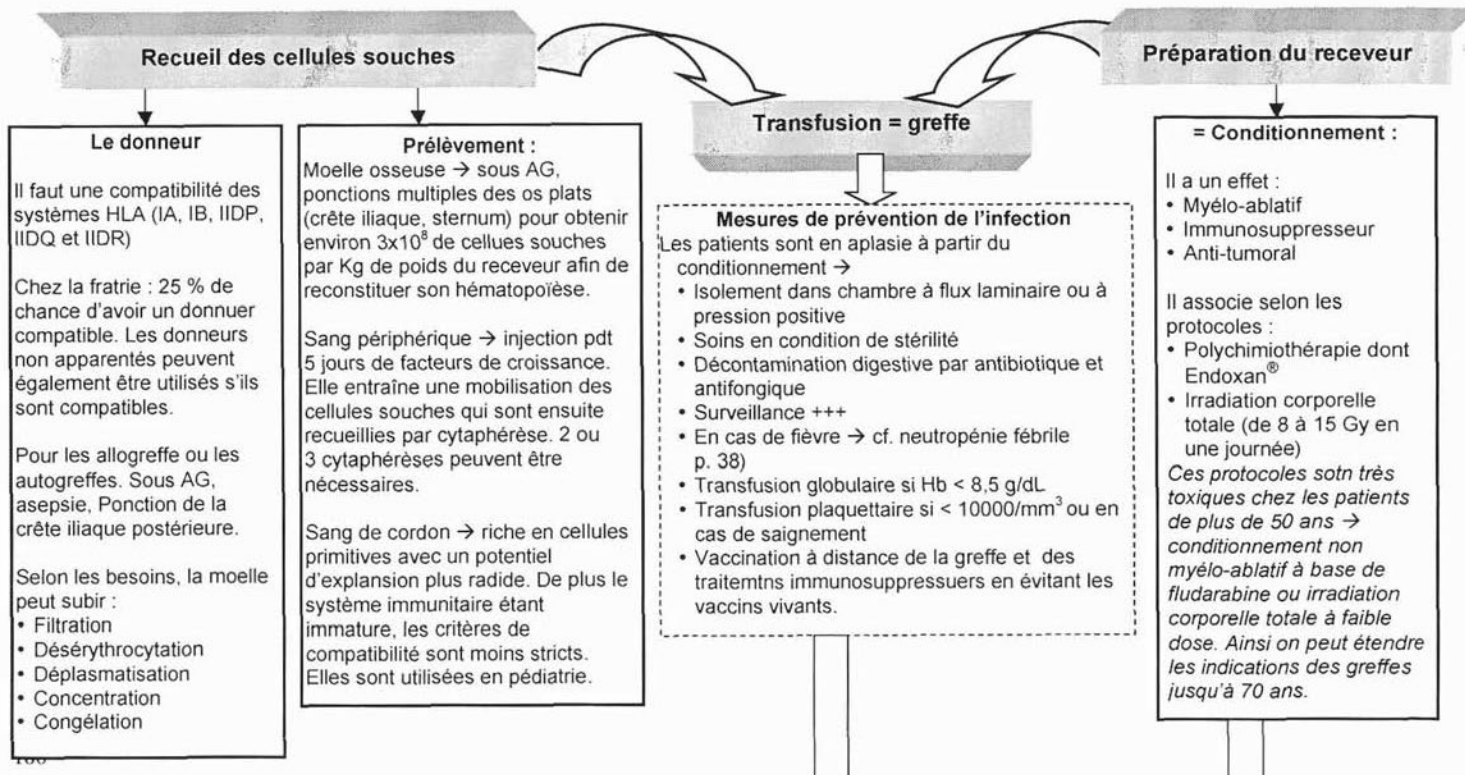 Recueil des cellules souches
Préparation du receveur
Transfusion = greffe
Le donneur
Il faut une compatibilité des
systèmes HLA (IA, IB, IIDP,
IIDQ et IIDR)
Chez la fratrie : 25 % de
chance d'avoir un donnuer
compatible. Les donneurs
non apparentés peuvent
également être utilisés s'ils
sont compatibles.
Pour les allogreffe ou les
autogreffes. Sous AG,
asepsie, Ponction de la
crête iliaque postérieure.
Selon les besoins, la moelle
peut subir :
• Filtration
• Désérythrocytation
• Déplasmatisation
• Concentration
• Congélation
Prélèvement :
Moelle osseuse → sous AG,
ponctions multiples des os plats
(crête iliaque, sternum) pour obtenir
environ 3x10⁸ de cellues souches
par Kg de poids du receveur afin de
reconstituer son hématopoïèse.
Sang périphérique → injection pdt
5 jours de facteurs de croissance.
Elle entraîne une mobilisation des
cellules souches qui sont ensuite
recueillies par cytaphérèse. 2 ou
3 cytaphérèses peuvent être
nécessaires.
Sang de cordon → riche en cellules
primitives avec un potentiel
d'explansion plus radide. De plus le
système immunitaire étant
immature, les critères de
compatibilité sont moins stricts.
Elles sont utilisées en pédiatrie.
Mesures de prévention de l'infection
Les patients sont en aplasie à partir du
conditionnement →
• Isolement dans chambre à flux laminaire ou à
pression positive
• Soins en condition de stérilité
• Décontamination digestive par antibiotique et
antifongique
• Surveillance +++
• En cas de fièvre → cf. neutropénie fébrile
p. 38)
• Transfusion globulaire si Hb < 8,5 g/dL
• Transfusion plaquettaire si < 10000/mm³ ou en
cas de saignement
• Vaccination à distance de la greffe et des
traitemtns immunosuppressuers en évitant les
vaccins vivants.
= Conditionnement :
Il a un effet :
• Myélo-ablatif
• Immunosuppresseur
• Anti-tumoral
Il associe selon les
protocoles :
• Polychimiothérapie dont
Endoxan®
• Irradiation corporelle
totale (de 8 à 15 Gy en
une journée)
Ces protocoles sotn très
toxiques chez les patients
de plus de 50 ans →
conditionnement non
myélo-ablatif à base de
fludarabine ou irradiation
corporelle totale à faible
dose. Ainsi on peut étendre
les indications des greffes
jusqu'à 70 ans.